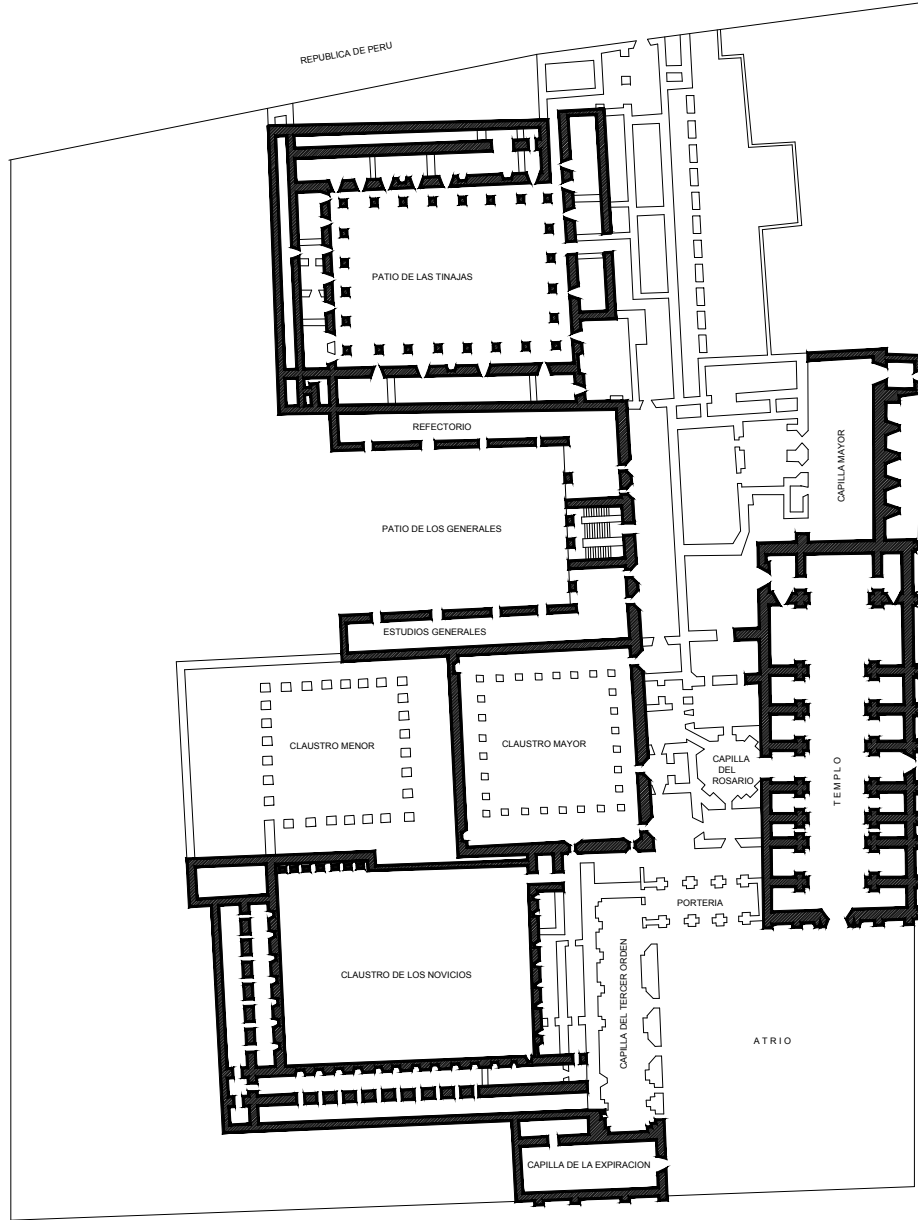 REPUBLICA DE PERU
PATIO DE LAS TINAJAS
REFECTORIO
CAPILLA MAYOR
PATIO DE LOS GENERALES
ESTUDIOS GENERALES
CLAUSTRO MENOR
CLAUSTRO MAYOR
CAPILLA
DEL
ROSARIO
TEMPLO
PORTERIA
CLAUSTRO DE LOS NOVICIOS
CAPILLA DEL TERCER ORDEN
ATRIO
CAPILLA DE LA EXPIRACION